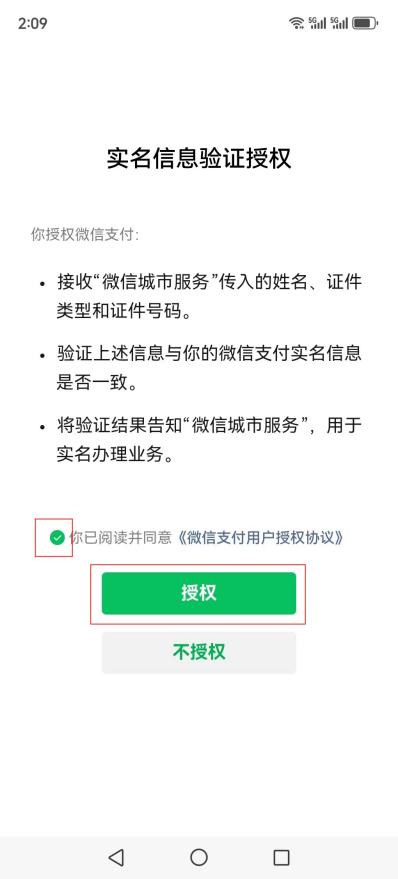 2:09
5G 5G
实名信息验证授权
你授权微信支付:
• 接收“微信城市服务”传入的姓名、证件
类型和证件号码。
• 验证上述信息与你的微信支付实名信息
是否一致。
• 将验证结果告知“微信城市服务”，用于
实名办理业务。
你已阅读并同意《微信支付用户授权协议》
授权
不授权